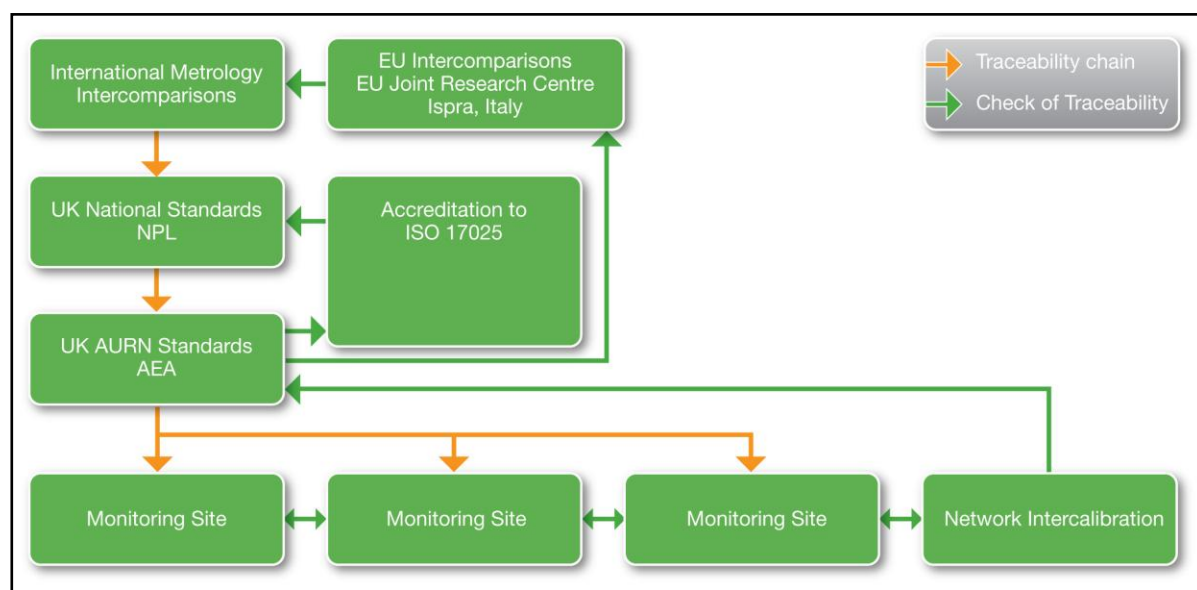 International Metrology
Intercomparisons
EU Intercomparisons
EU Joint Research Centre
Ispra, Italy
Traceability chain
Check of Traceability
UK National Standards
NPL
Accreditation to
ISO 17025
UK AURN Standards
AEA
Monitoring Site
Monitoring Site
Monitoring Site
Network Intercalibration